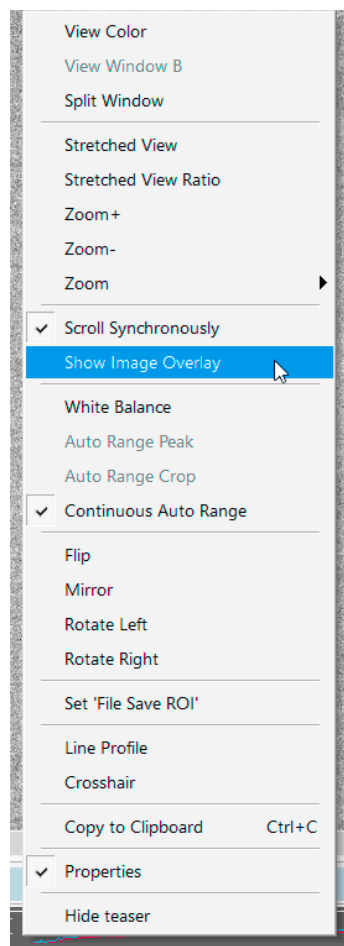 View Color
View Window B
Split Window
Stretched View
Stretched View Ratio
Zoom+
Zoom-
Zoom
Scroll Synchronously
Show Image Overlay
White Balance
Auto Range Peak
Auto Range Crop
Continuous Auto Range
Flip
Mirror
Rotate Left
Rotate Right
Set 'File Save ROI'
Line Profile
Crosshair
Copy to Clipboard Ctrl+C
Properties
Hide teaser